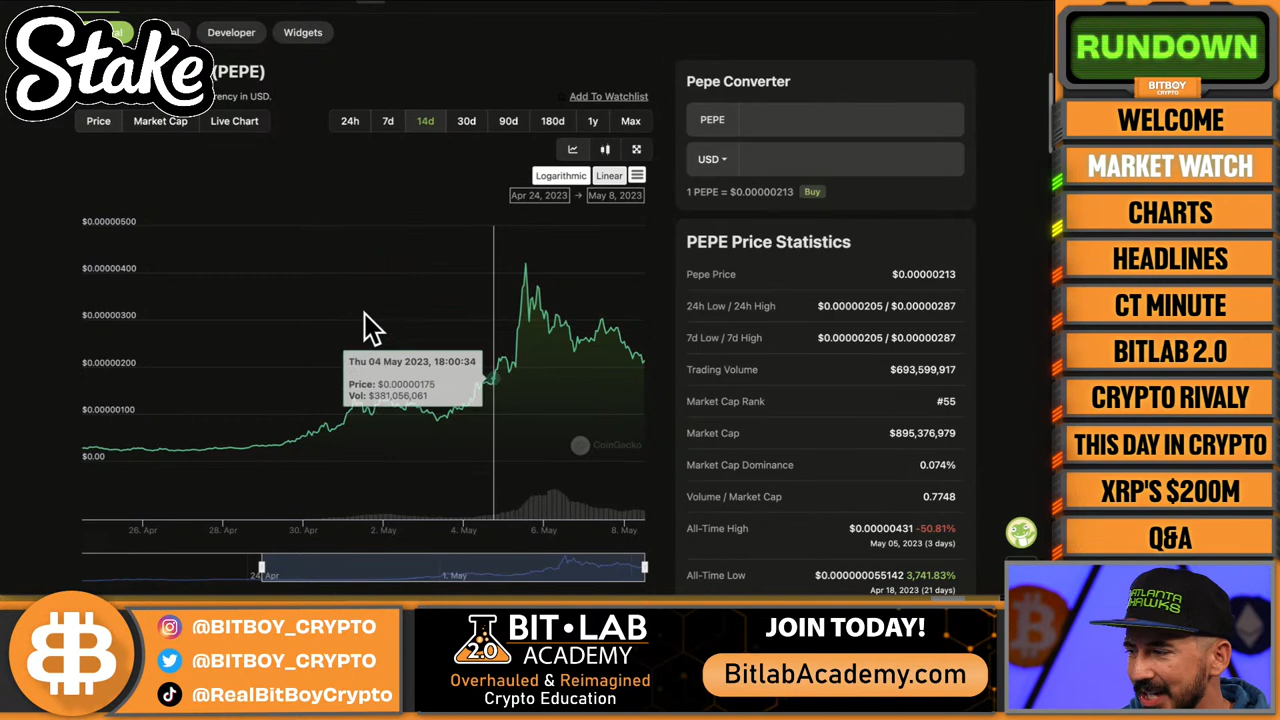 Stake
Developer
Widgets
(PEPE)
rency in USD.
Add To Watchlist
Price
Market Cap
Live Chart
24h
7d
14d
30d
90d
180d
1y
Max
Logarithmic
Linear
Apr 24, 2023 → May 8, 2023
$0.00000500
$0.00000400
$0.00000300
$0.00000200
$0.00000100
$0.00
Thu 04 May 2023, 18:00:34
Price: $0.00000175
Vol: $381,056,061
CoinGecko
26. Apr
28. Apr
30. Apr
2. May
4. May
6. May
8. May
24. Apr
1. May
Pepe Converter
PEPE
USD
1 PEPE = $0.00000213
Buy
PEPE Price Statistics
Pepe Price $0.00000213
24h Low / 24h High $0.00000205 / $0.00000287
7d Low / 7d High $0.00000205 / $0.00000287
Trading Volume $693,599,917
Market Cap Rank #55
Market Cap $895,376,979
Market Cap Dominance 0.074%
Volume / Market Cap 0.7748
All-Time High $0.00000431 -50.81%
May 05, 2023 (3 days)
All-Time Low $0.000000055142 3,741.83%
Apr 18, 2023 (21 days)
RUNDOWN
BITBOY
CRYPTO
WELCOME
MARKET WATCH
CHARTS
HEADLINES
CT MINUTE
BITLAB 2.0
CRYPTO RIVALY
THIS DAY IN CRYPTO
XRP'S $200M
Q&A
@BITBOY_CRYPTO
@BITBOY_CRYPTO
@RealBitBoyCrypto
2.0
BIT•LAB
ACADEMY
Overhauled & Reimagined
Crypto Education
JOIN TODAY!
BitlabAcademy.com
ATLANTA
HAWKS